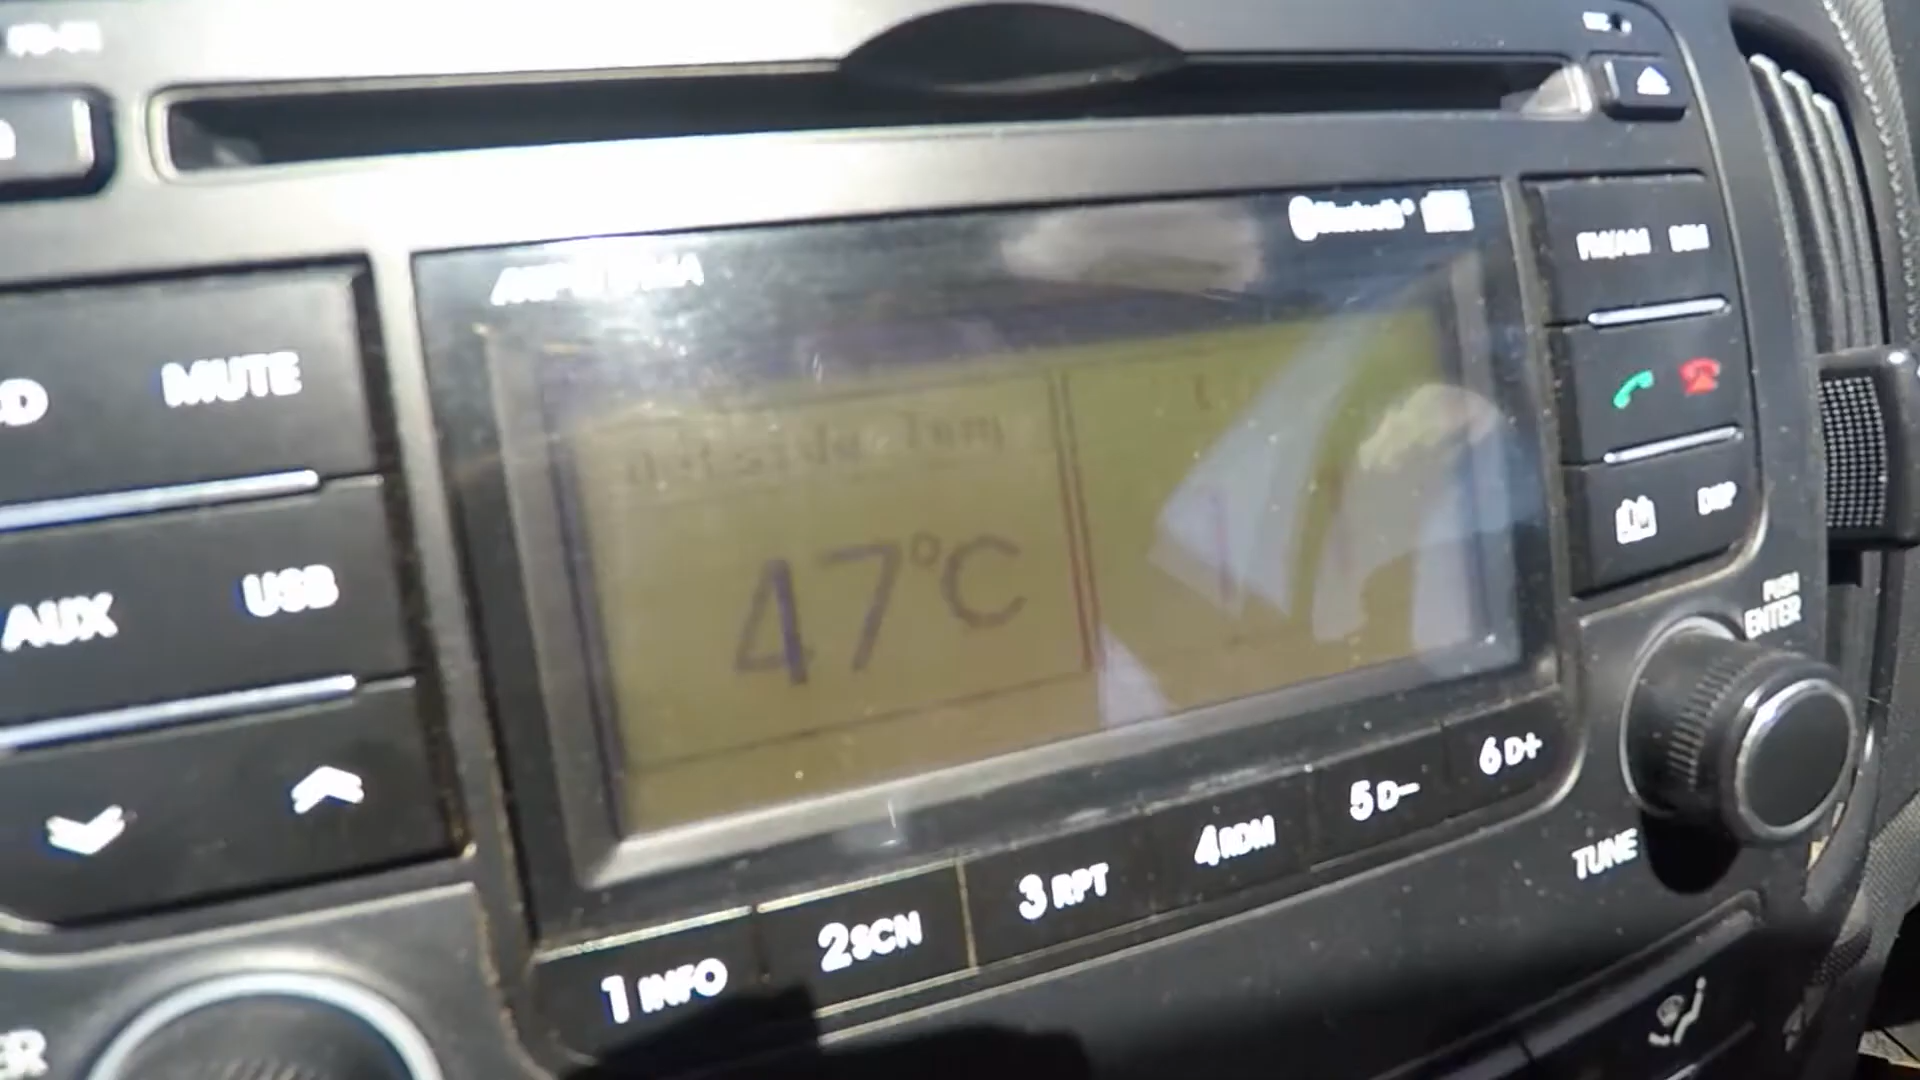 MUTE
AUX USB
Bluetooth®
Outside Tem
47°C
FM/AM
DISP
PUSH
ENTER
TUNE
1 INFO
2 SCN
3 RPT
4 RDM
5 D−
6 D+